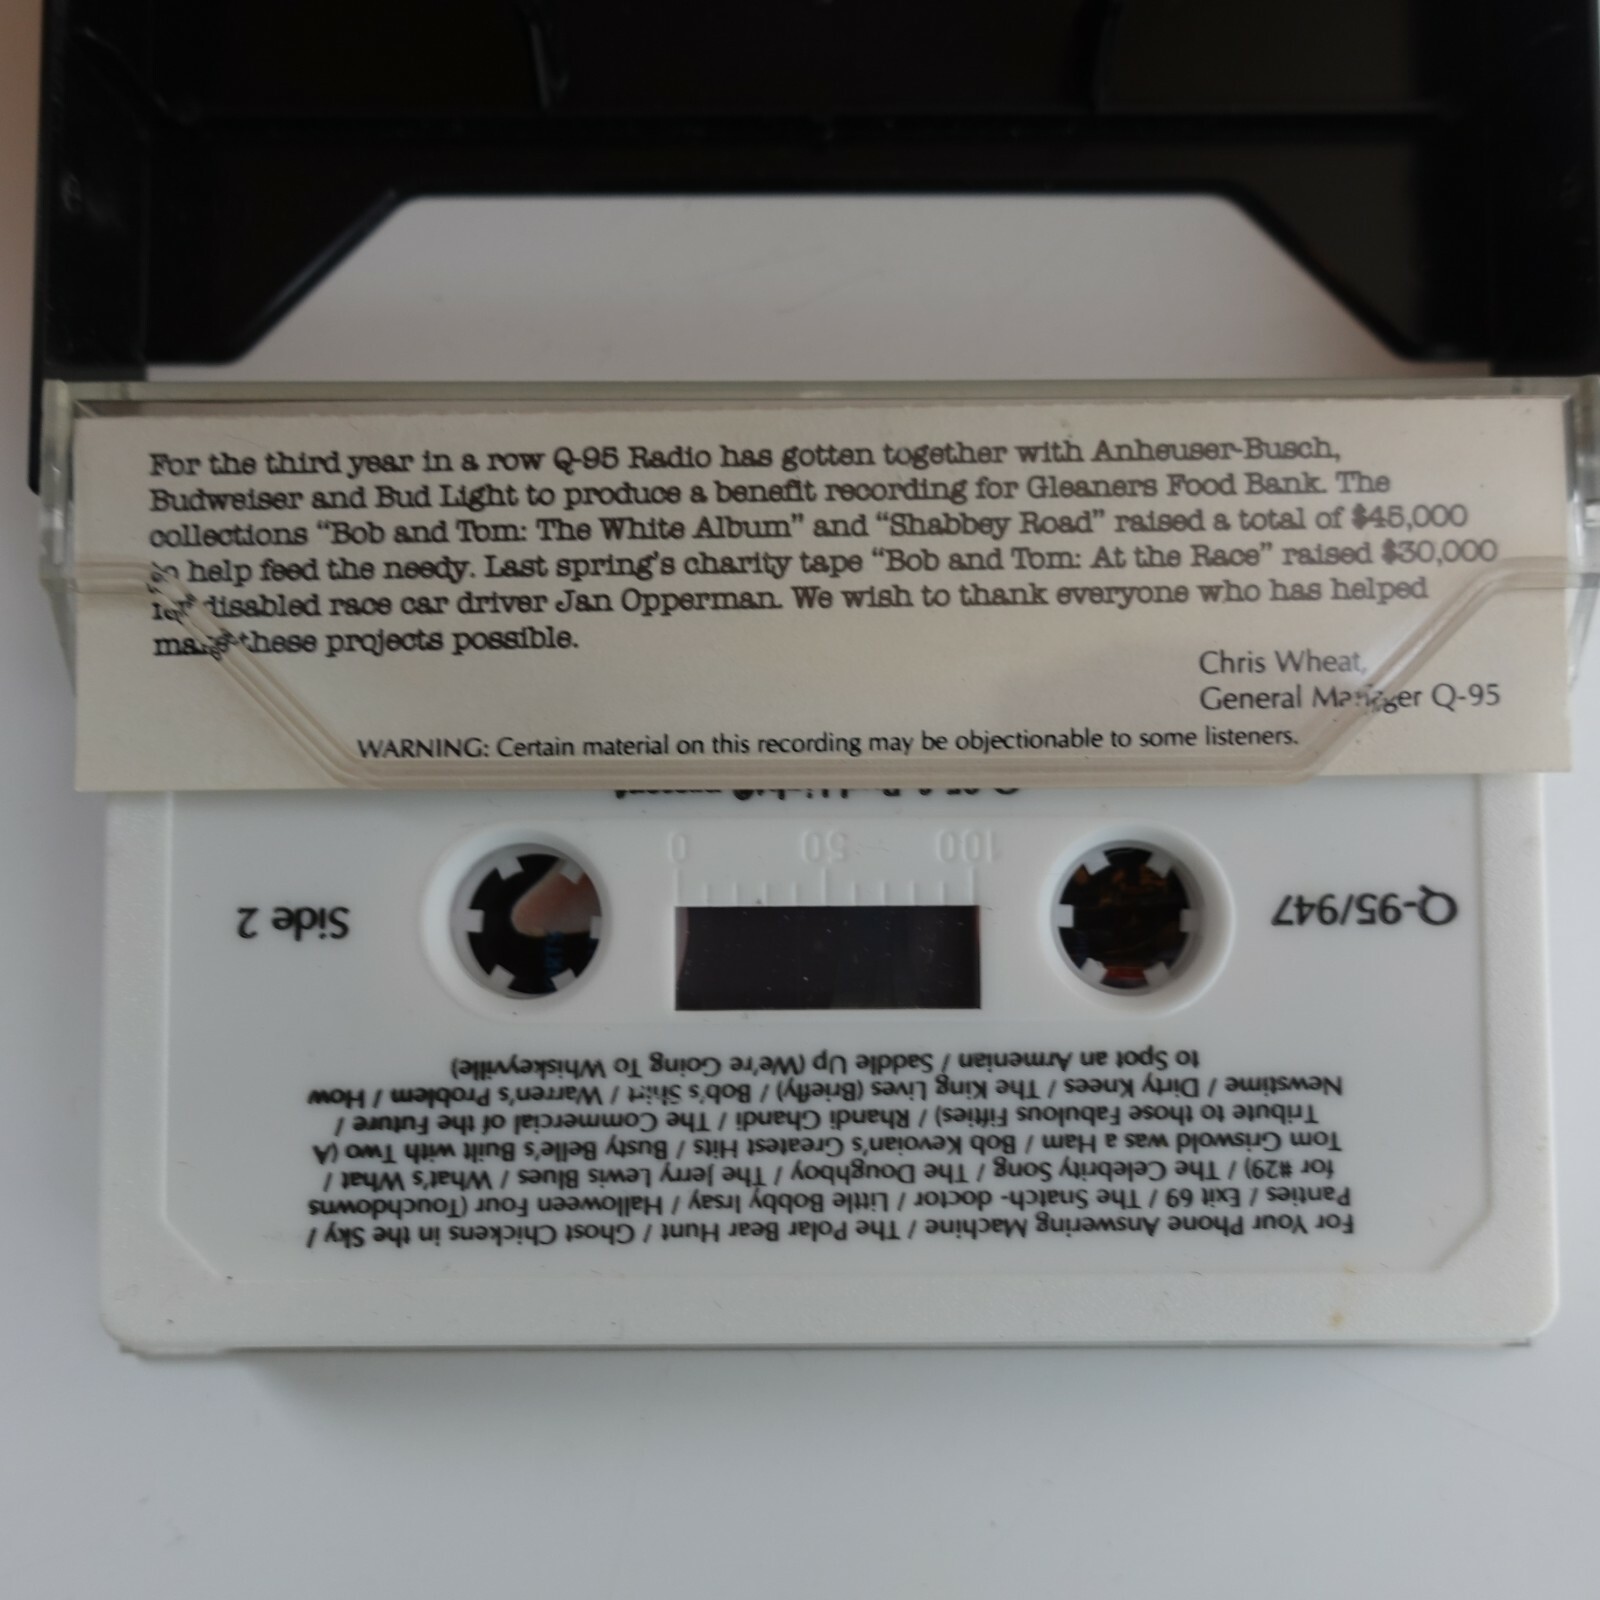 For the third year in a row Q-95 Radio has gotten together with Anheuser-Busch,
Budweiser and Bud Light to produce a benefit recording for Gleaners Food Bank. The
collections “Bob and Tom: The White Album” and “Shabbey Road” raised a total of $45,000
to help feed the needy. Last spring's charity tape “Bob and Tom: At the Race” raised $30,000
for disabled race car driver Jan Opperman. We wish to thank everyone who has helped
make these projects possible.
Chris Wheat,
General Manager Q-95
WARNING: Certain material on this recording may be objectionable to some listeners.
Q-95 & Bud Light® present
100 50 0
Q-95/947
Side 2
For Your Phone Answering Machine / The Polar Bear Hunt / Ghost Chickens in the Sky /
Panties / Exit 69 / The Snatch- doctor / Little Bobby Irsay / Halloween Four (Touchdowns
for #29) / The Celebrity Song / The Doughboy / The Jerry Lewis Blues / What's What /
Tom Griswold was a Ham / Bob Kevoian's Greatest Hits / Busty Belle's Built with Two (A
Tribute to those Fabulous Fifties) / Rhandi Ghandi / The Commercial of the Future /
Newstime / Dirty Knees / The King Lives (Briefly) / Bob's Shirt / Warren's Problem / How
to Spot an Armenian / Saddle Up (We're Going To Whiskeyville)